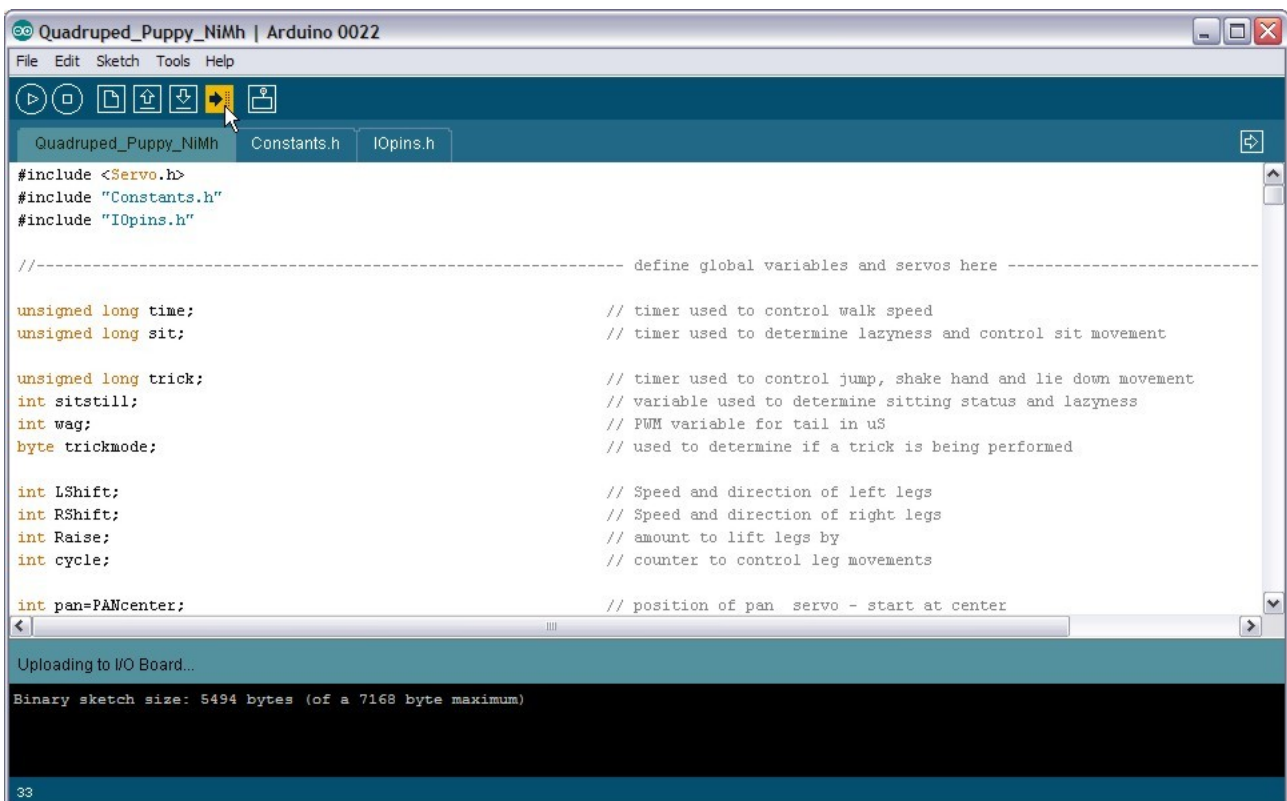 Quadruped_Puppy_NiMh | Arduino 0022
File Edit Sketch Tools Help
Quadruped_Puppy_NiMh Constants.h IOpins.h
#include <Servo.h>
#include "Constants.h"
#include "IOpins.h"
//--------------------------------------------------------------- define global variables and servos here ---------------------------
unsigned long time; // timer used to control walk speed
unsigned long sit; // timer used to determine lazyness and control sit movement
unsigned long trick; // timer used to control jump, shake hand and lie down movement
int sitstill; // variable used to determine sitting status and lazyness
int wag; // PWM variable for tail in uS
byte trickmode; // used to determine if a trick is being performed
int LShift; // Speed and direction of left legs
int RShift; // Speed and direction of right legs
int Raise; // amount to lift legs by
int cycle; // counter to control leg movements
int pan=PANcenter; // position of pan servo - start at center
Uploading to I/O Board...
Binary sketch size: 5494 bytes (of a 7168 byte maximum)
33